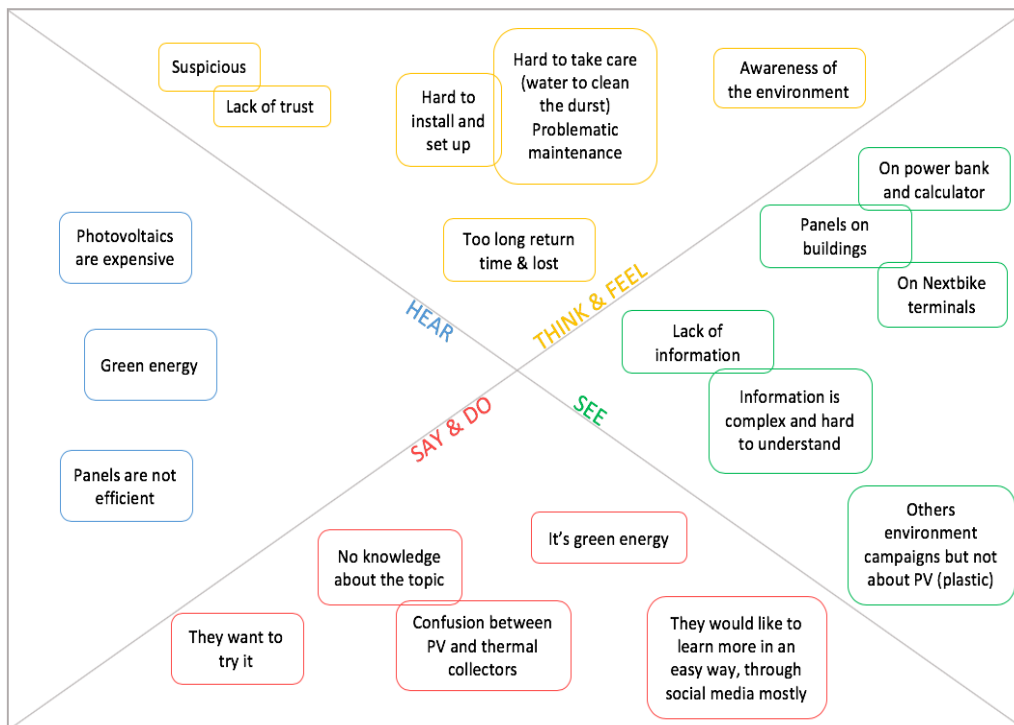 Suspicious
Lack of trust
Hard to
install and
set up
Hard to take care
(water to clean
the durst)
Problematic
maintenance
Awareness of
the environment
Too long return
time & lost
THINK & FEEL
HEAR
Photovoltaics
are expensive
Green energy
Panels are not
efficient
On power bank
and calculator
Panels on
buildings
On Nextbike
terminals
Lack of
information
Information is
complex and hard
to understand
Others
environment
campaigns but not
about PV (plastic)
SEE
SAY & DO
It's green energy
No knowledge
about the topic
Confusion between
PV and thermal
collectors
They want to
try it
They would like to
learn more in an
easy way, through
social media mostly